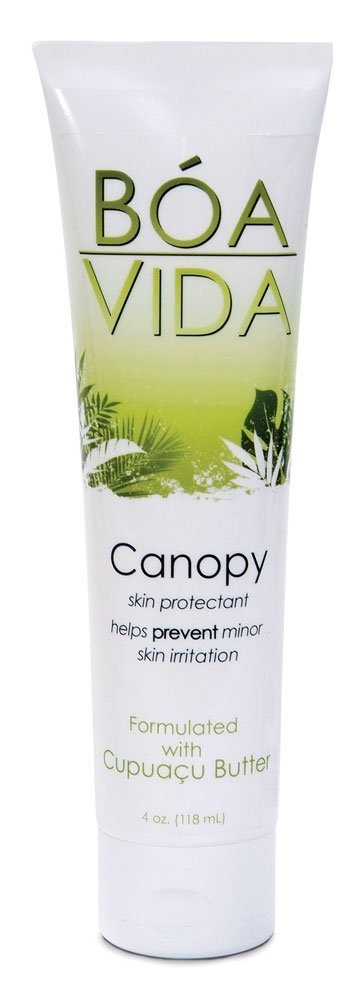 BÓA
VIDA
Canopy
skin protectant
helps prevent minor
skin irritation
Formulated
with
Cupuaçu Butter
4 oz. (118 mL)